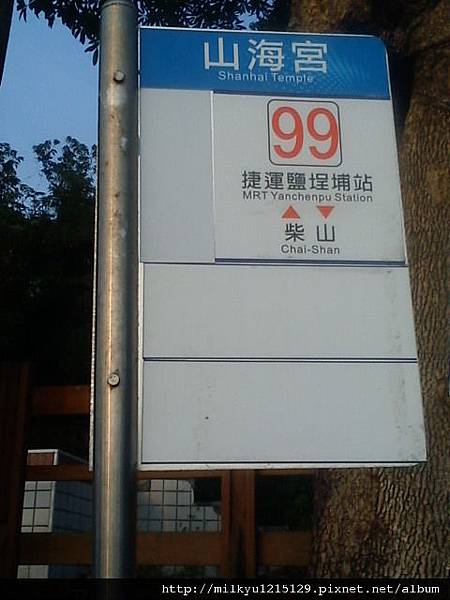 山海宮
Shanhai Temple
99
捷運鹽埕埔站
MRT Yanchenpu Station
▲ ▼
柴山
Chai-Shan
http://milkyu1215129.pixnet.net/album